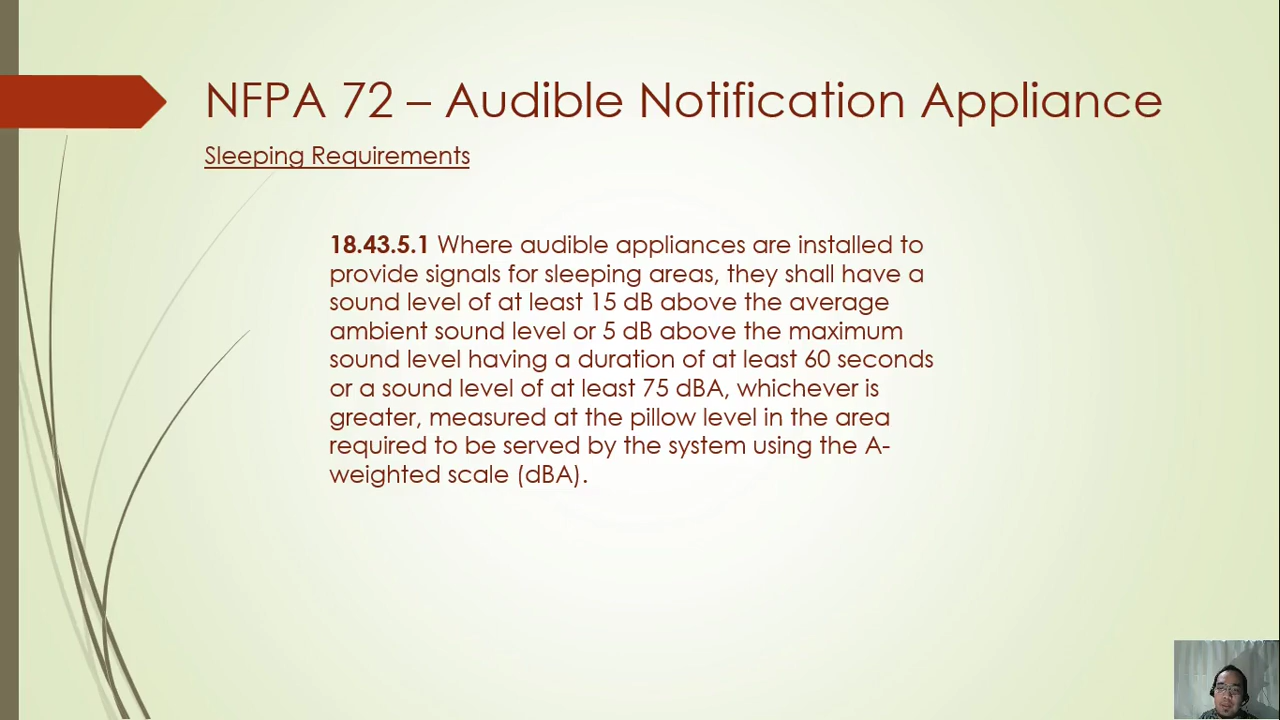 NFPA 72 – Audible Notification Appliance
Sleeping Requirements
18.43.5.1 Where audible appliances are installed to
provide signals for sleeping areas, they shall have a
sound level of at least 15 dB above the average
ambient sound level or 5 dB above the maximum
sound level having a duration of at least 60 seconds
or a sound level of at least 75 dBA, whichever is
greater, measured at the pillow level in the area
required to be served by the system using the A-
weighted scale (dBA).